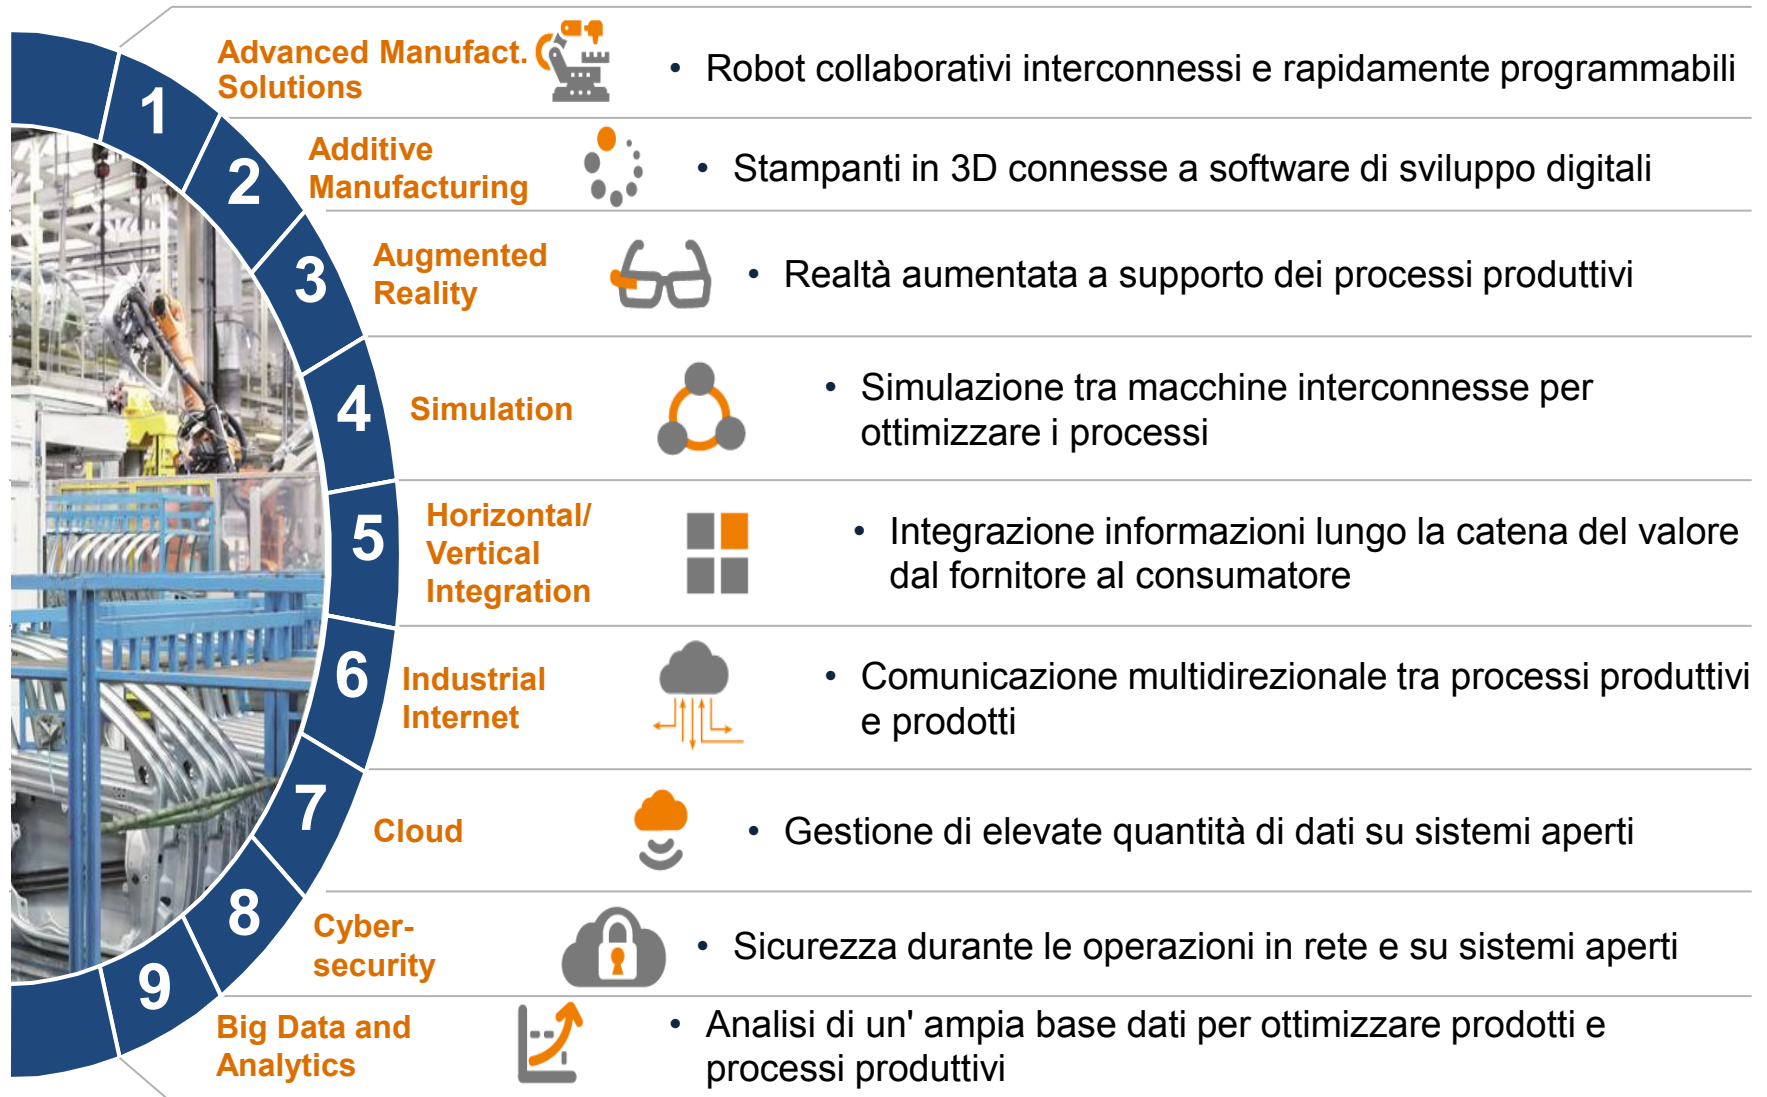 1
Advanced Manufact.
Solutions
• Robot collaborativi interconnessi e rapidamente programmabili
2
Additive
Manufacturing
• Stampanti in 3D connesse a software di sviluppo digitali
3
Augmented
Reality
• Realtà aumentata a supporto dei processi produttivi
4
Simulation
• Simulazione tra macchine interconnesse per
ottimizzare i processi
5
Horizontal/
Vertical
Integration
• Integrazione informazioni lungo la catena del valore
dal fornitore al consumatore
6
Industrial
Internet
• Comunicazione multidirezionale tra processi produttivi
e prodotti
7
Cloud
• Gestione di elevate quantità di dati su sistemi aperti
8
Cyber-
security
• Sicurezza durante le operazioni in rete e su sistemi aperti
9
Big Data and
Analytics
• Analisi di un' ampia base dati per ottimizzare prodotti e
processi produttivi